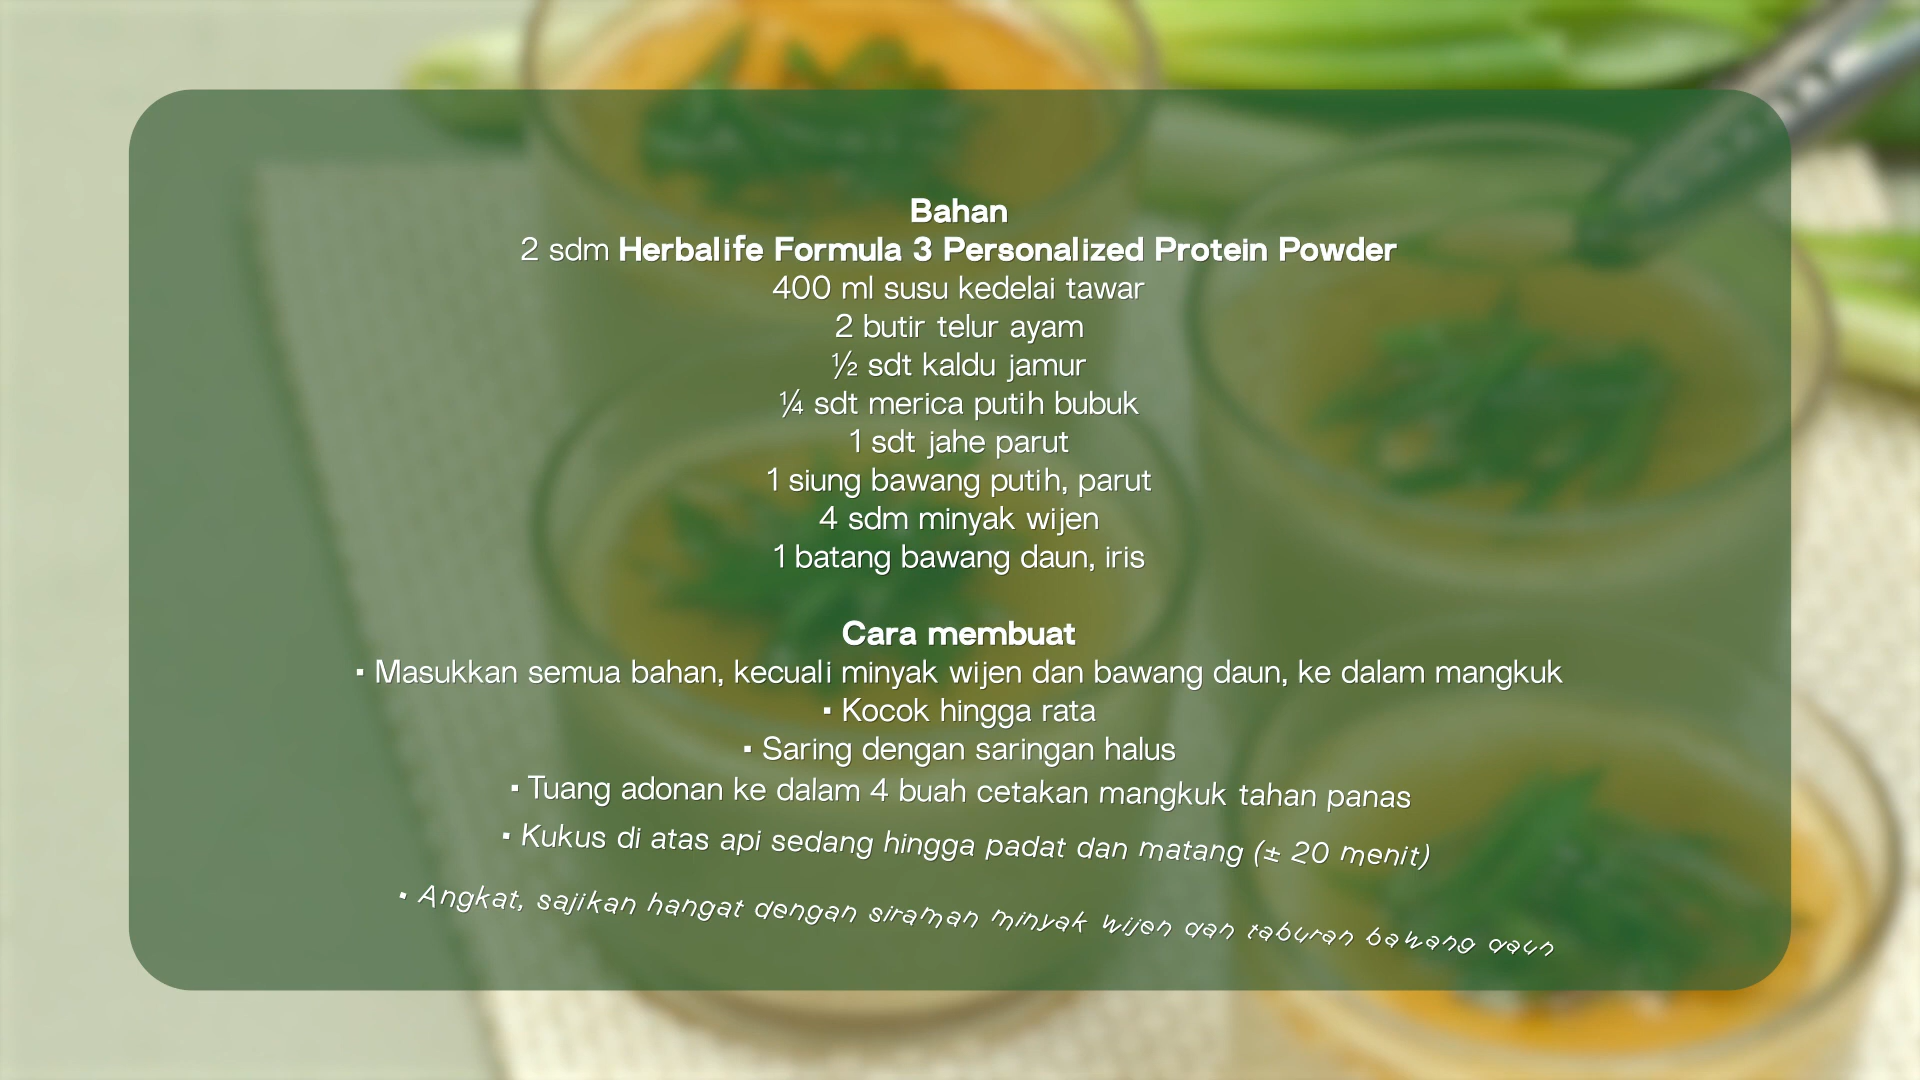 Bahan
2 sdm Herbalife Formula 3 Personalized Protein Powder
400 ml susu kedelai tawar
2 butir telur ayam
½ sdt kaldu jamur
¼ sdt merica putih bubuk
1 sdt jahe parut
1 siung bawang putih, parut
4 sdm minyak wijen
1 batang bawang daun, iris
Cara membuat
▪ Masukkan semua bahan, kecuali minyak wijen dan bawang daun, ke dalam mangkuk
▪ Kocok hingga rata
▪ Saring dengan saringan halus
▪ Tuang adonan ke dalam 4 buah cetakan mangkuk tahan panas
▪ Kukus di atas api sedang hingga padat dan matang (± 20 menit)
▪ Angkat, sajikan hangat dengan siraman minyak wijen dan taburan bawang daun